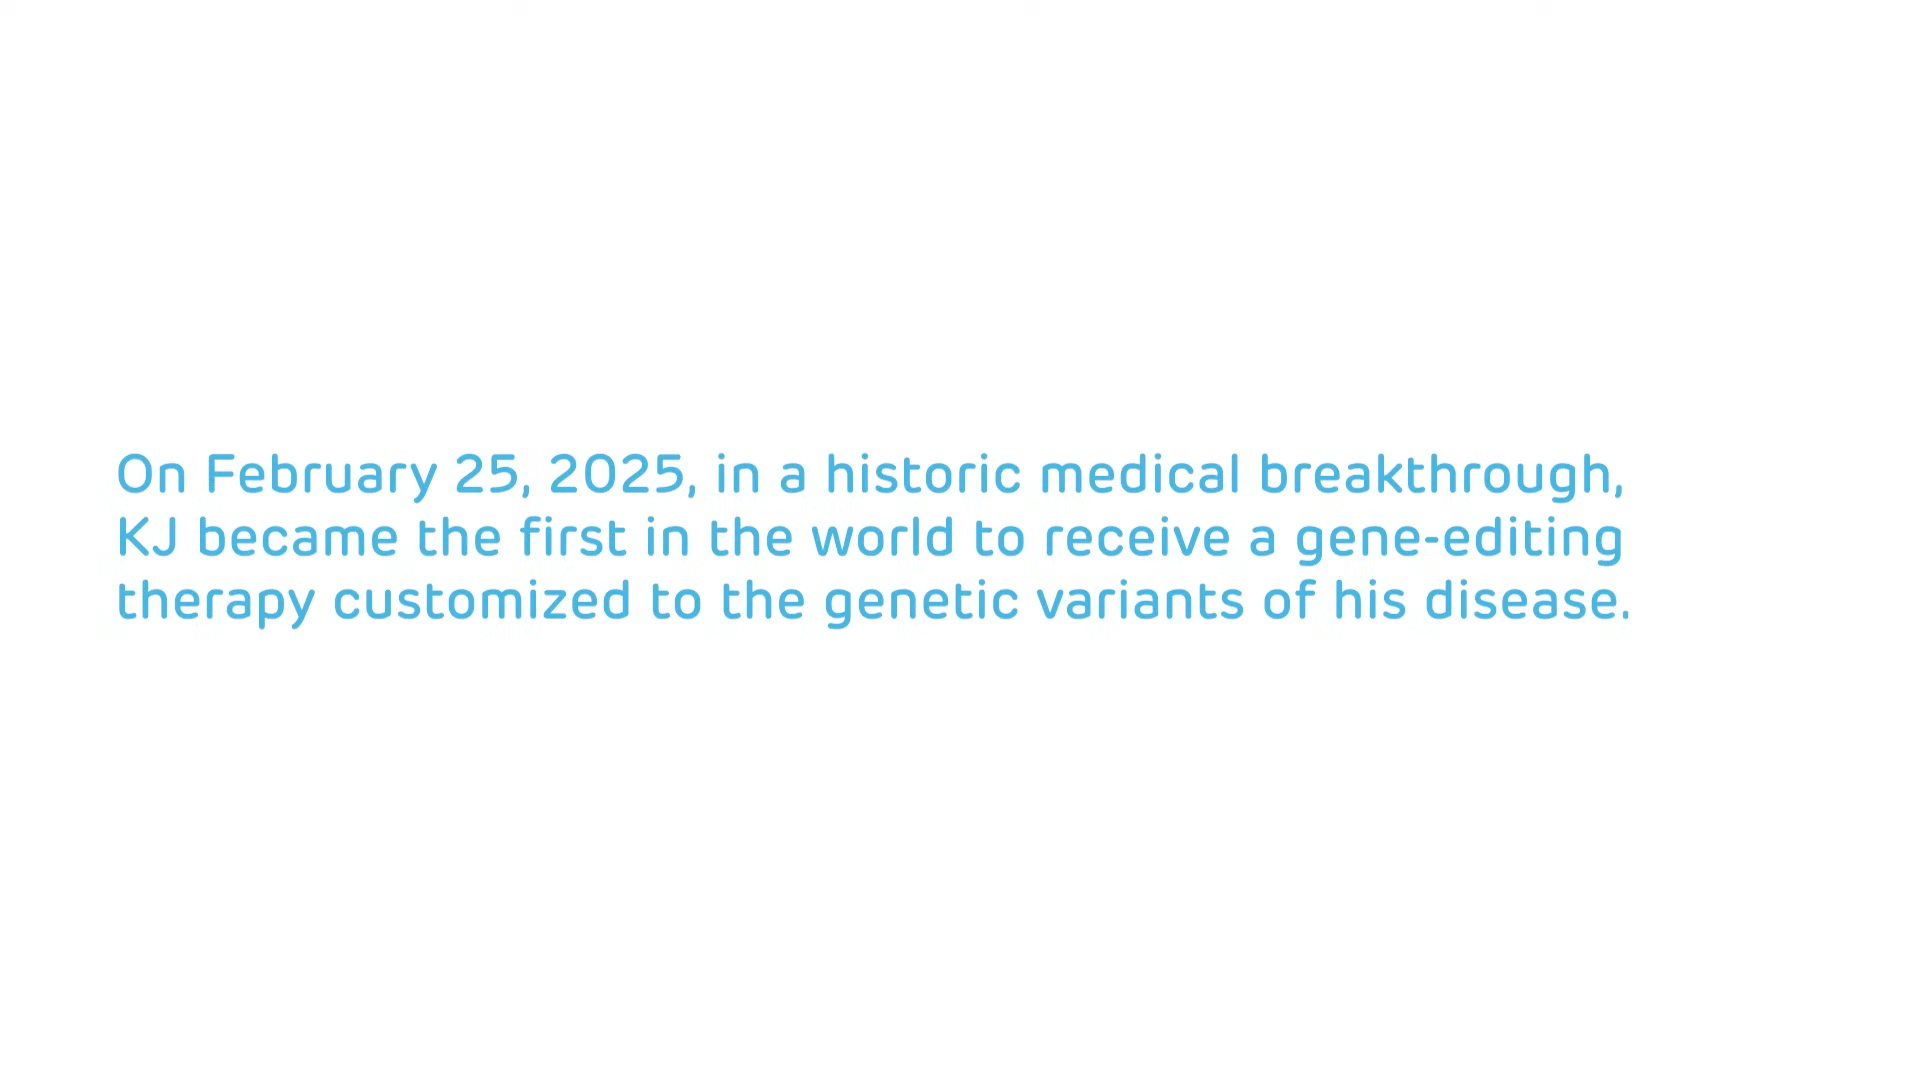 On February 25, 2025, in a historic medical breakthrough,
KJ became the first in the world to receive a gene-editing
therapy customized to the genetic variants of his disease.